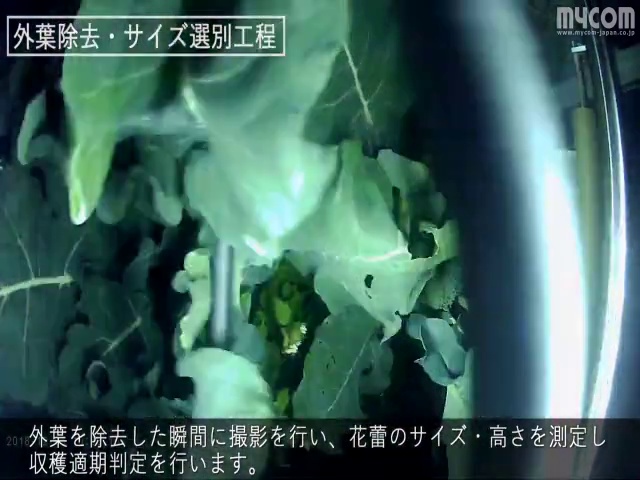 外葉除去・サイズ選別工程
mycom
www.mycom-japan.co.jp
2018
外葉を除去した瞬間に撮影を行い、花蕾のサイズ・高さを測定し
収穫適期判定を行います。